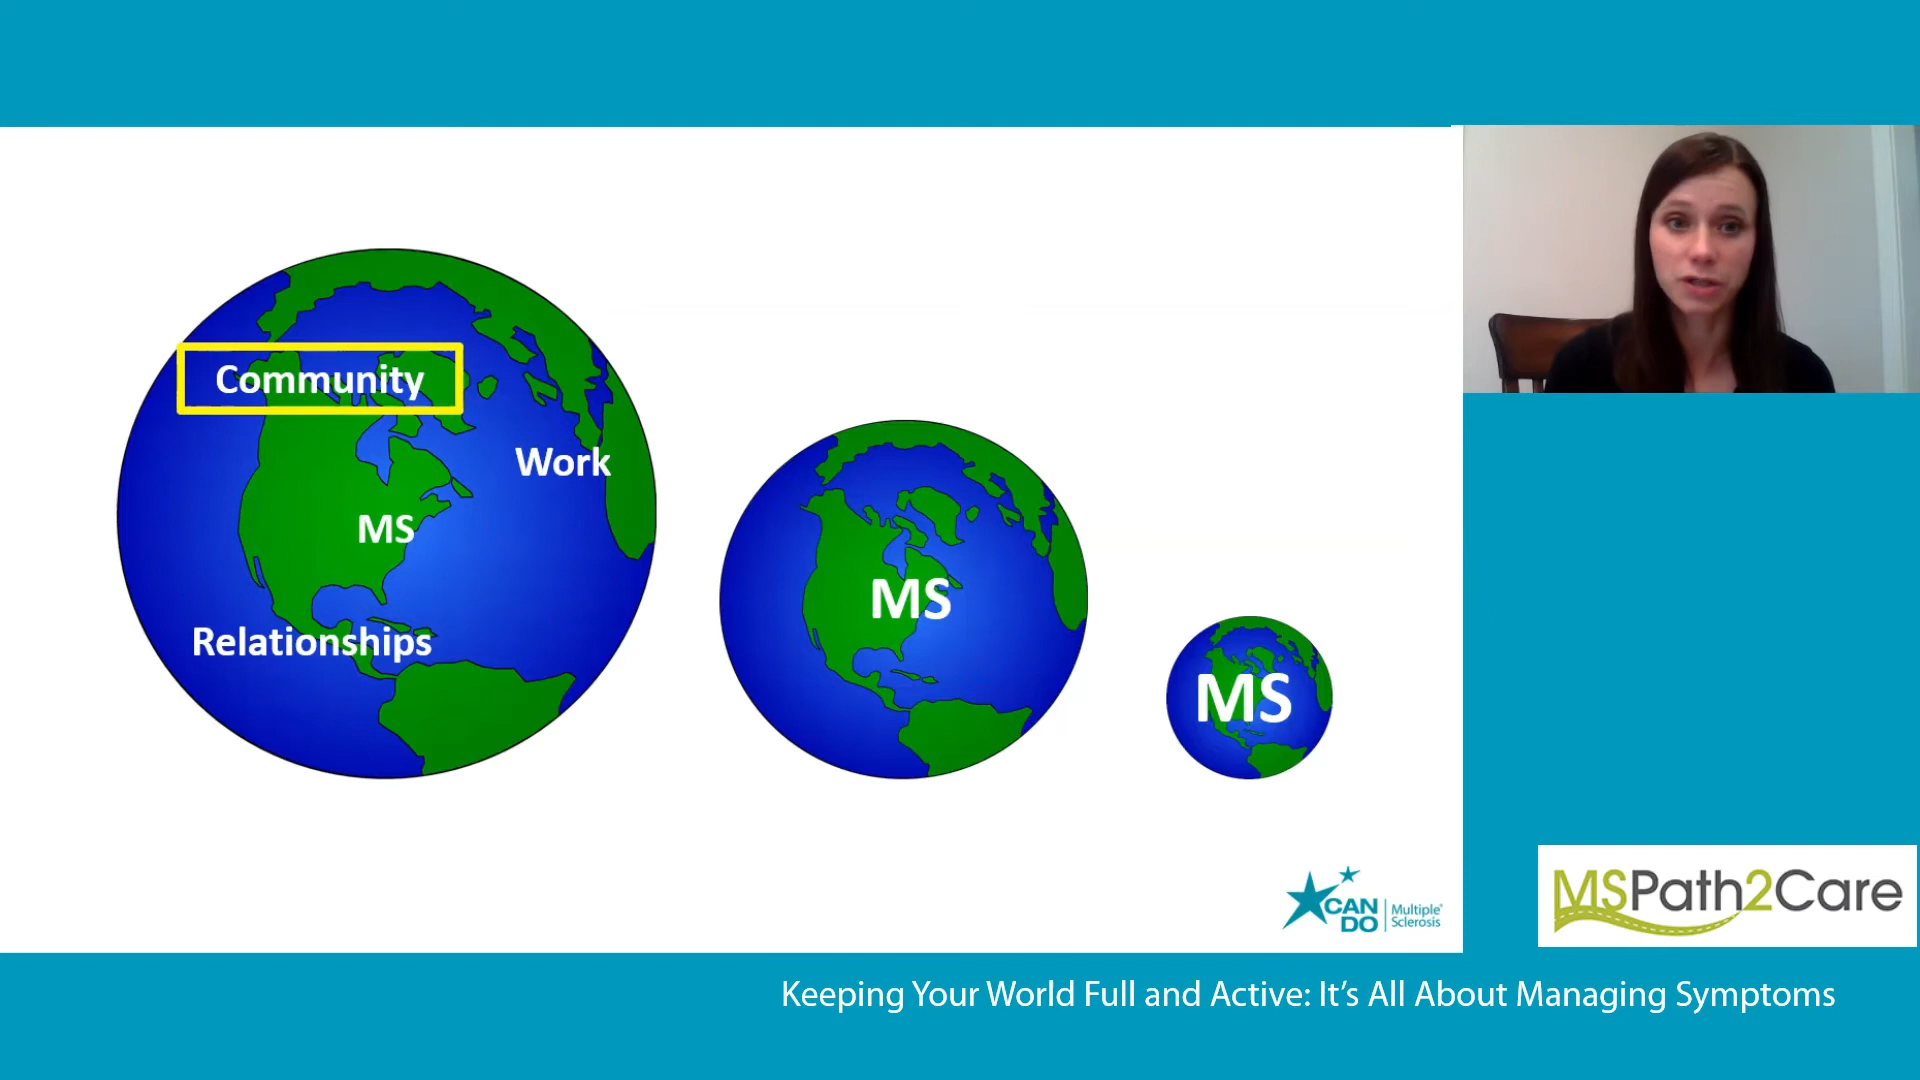 Community
Work
MS
Relationships
MS
MS
CAN DO
Multiple®
Sclerosis
MSPath2Care
Keeping Your World Full and Active: It's All About Managing Symptoms